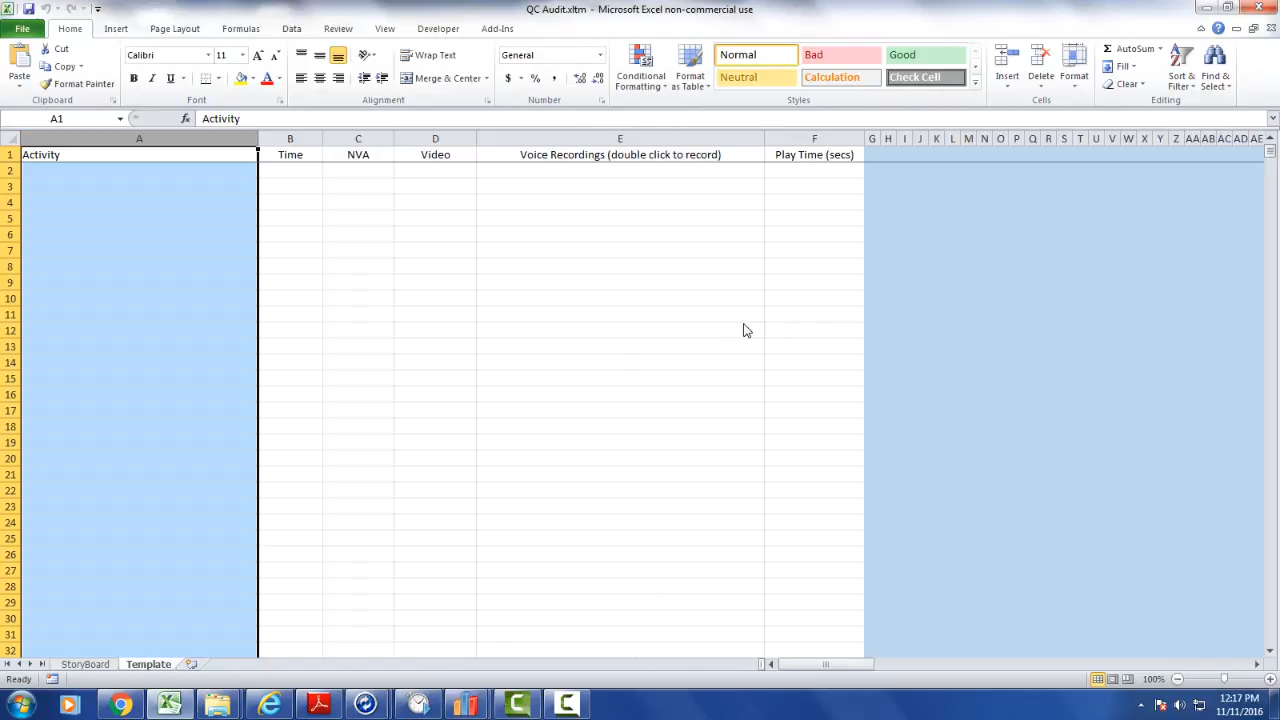 QC Audit.xltm - Microsoft Excel non-commercial use
File Home Insert Page Layout Formulas Data Review View Developer Add-Ins
Paste
Cut
Copy
Format Painter
Clipboard
Calibri 11
B I U
Font
Wrap Text
Merge & Center
Alignment
General
$ % ,
Number
Conditional Formatting
Format as Table
Normal Bad Good
Neutral Calculation Check Cell
Styles
Insert Delete Format
Cells
AutoSum
Fill
Clear
Sort & Filter
Find & Select
Editing
A1 fx Activity
A B C D E F G H I J K L M N O P Q R S T U V W X Y Z AA AB AC AD AE
1 Activity Time NVA Video Voice Recordings (double click to record) Play Time (secs)
2
3
4
5
6
7
8
9
10
11
12
13
14
15
16
17
18
19
20
21
22
23
24
25
26
27
28
29
30
31
32
StoryBoard Template
Ready 100%
12:17 PM
11/11/2016